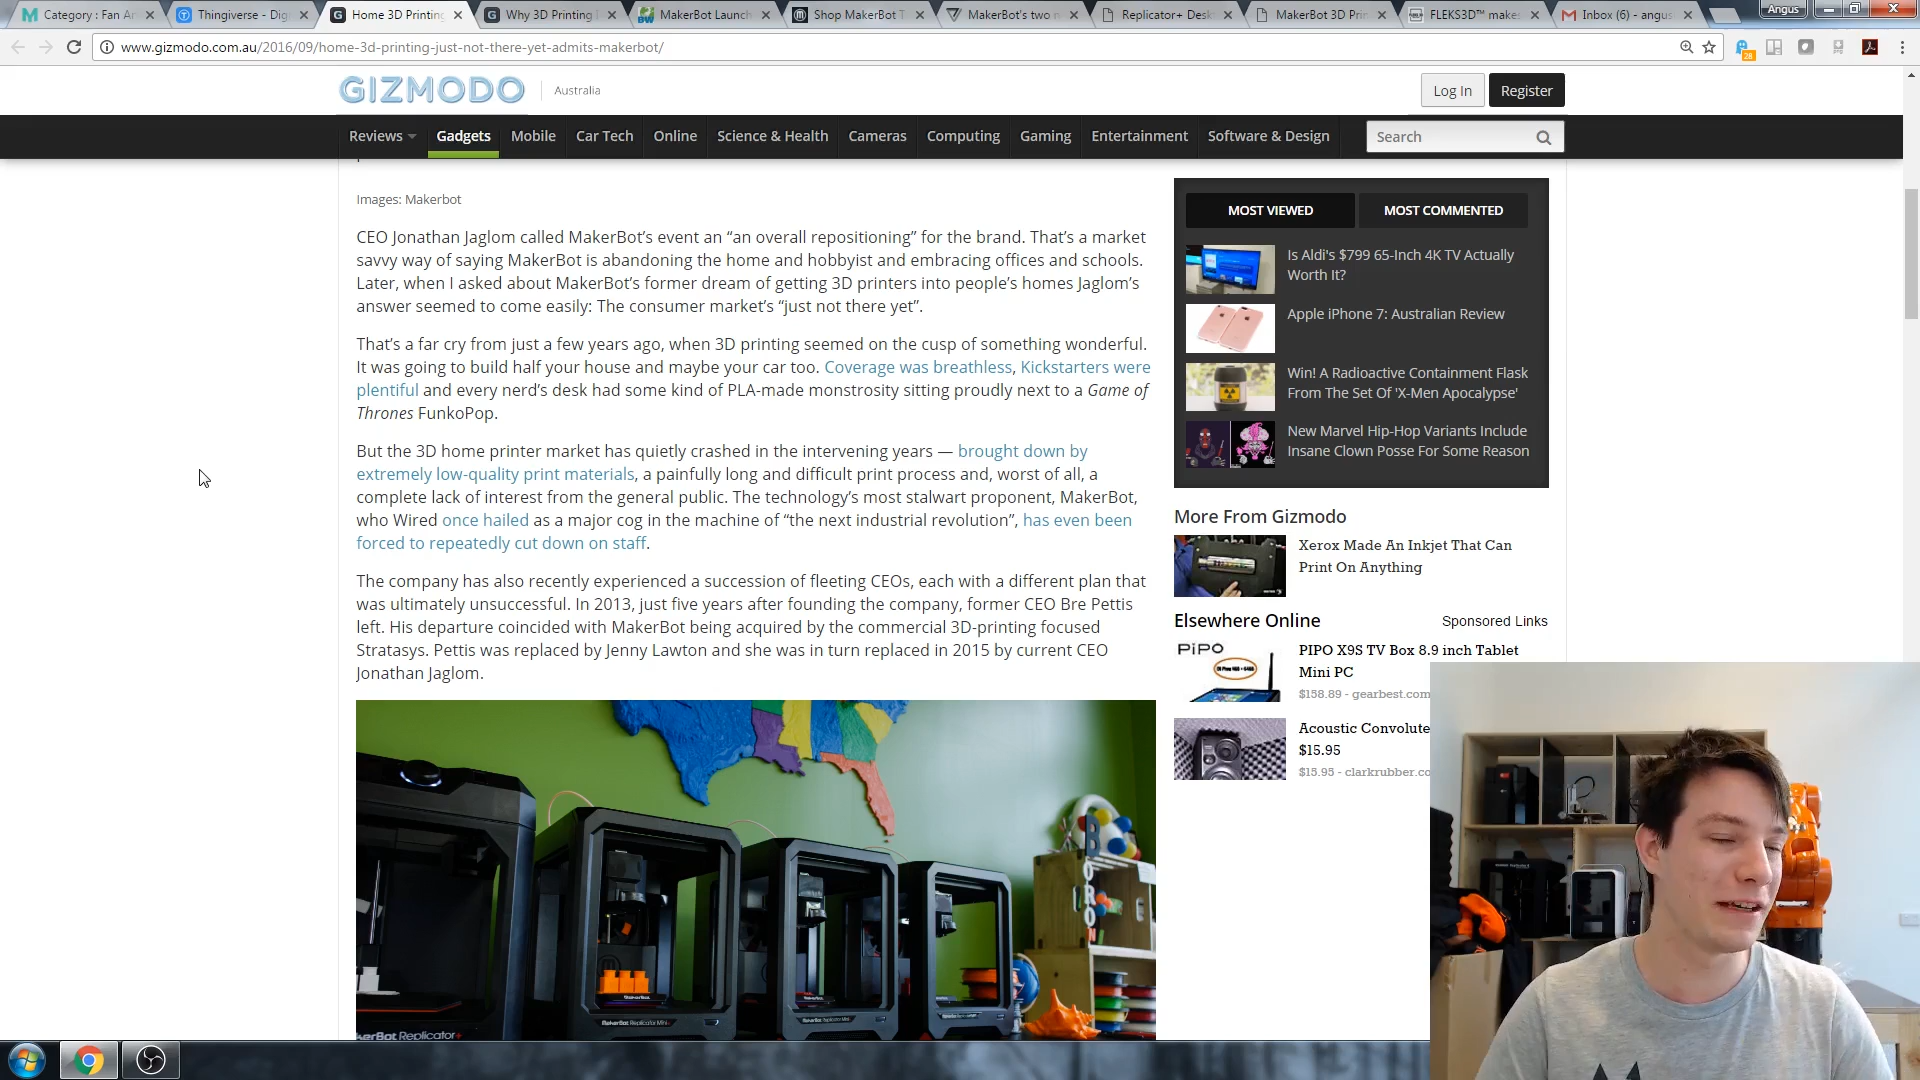 Category : Fan A
Thingiverse - Digi
Home 3D Printing
Why 3D Printing
MakerBot Launch
Shop MakerBot T
MakerBot's two n
Replicator+ Desk
MakerBot 3D Prin
FLEKS3D™ makes
Inbox (6) - angus
Angus
www.gizmodo.com.au/2016/09/home-3d-printing-just-not-there-yet-admits-makerbot/
28
GIZMODO
Australia
Log In
Register
Reviews
Gadgets
Mobile
Car Tech
Online
Science & Health
Cameras
Computing
Gaming
Entertainment
Software & Design
Search
Images: Makerbot
CEO Jonathan Jaglom called MakerBot's event an “an overall repositioning” for the brand. That's a market
savvy way of saying MakerBot is abandoning the home and hobbyist and embracing offices and schools.
Later, when I asked about MakerBot's former dream of getting 3D printers into people's homes Jaglom's
answer seemed to come easily: The consumer market's “just not there yet”.
That's a far cry from just a few years ago, when 3D printing seemed on the cusp of something wonderful.
It was going to build half your house and maybe your car too. Coverage was breathless, Kickstarters were
plentiful and every nerd's desk had some kind of PLA-made monstrosity sitting proudly next to a Game of
Thrones FunkoPop.
But the 3D home printer market has quietly crashed in the intervening years — brought down by
extremely low-quality print materials, a painfully long and difficult print process and, worst of all, a
complete lack of interest from the general public. The technology's most stalwart proponent, MakerBot,
who Wired once hailed as a major cog in the machine of “the next industrial revolution”, has even been
forced to repeatedly cut down on staff.
The company has also recently experienced a succession of fleeting CEOs, each with a different plan that
was ultimately unsuccessful. In 2013, just five years after founding the company, former CEO Bre Pettis
left. His departure coincided with MakerBot being acquired by the commercial 3D-printing focused
Stratasys. Pettis was replaced by Jenny Lawton and she was in turn replaced in 2015 by current CEO
Jonathan Jaglom.
MOST VIEWED
MOST COMMENTED
Is Aldi's $799 65-Inch 4K TV Actually
Worth It?
Apple iPhone 7: Australian Review
Win! A Radioactive Containment Flask
From The Set Of 'X-Men Apocalypse'
New Marvel Hip-Hop Variants Include
Insane Clown Posse For Some Reason
More From Gizmodo
Xerox Made An Inkjet That Can
Print On Anything
Elsewhere Online
Sponsored Links
PiPO
PIPO X9S TV Box 8.9 inch Tablet
Mini PC
$158.89 - gearbest.com
Acoustic Convolute
$15.95
$15.95 - clarkrubber.co
MakerBot Replicator+
MakerBot Replicator Mini+